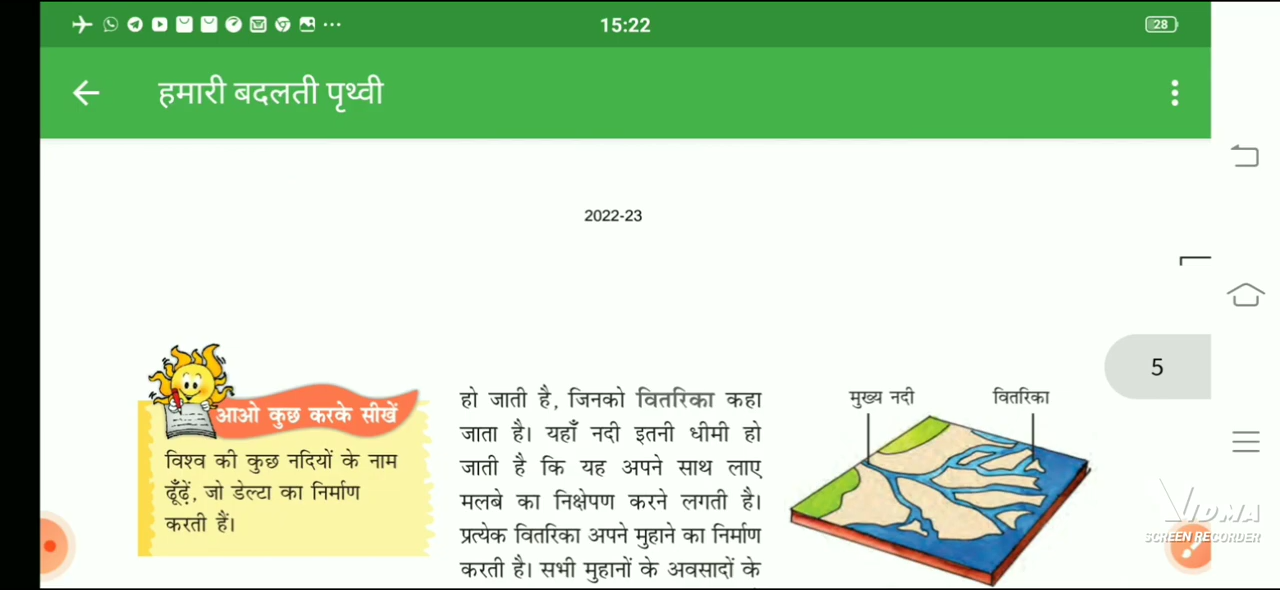 15:22
28
हमारी बदलती पृथ्वी
2022-23
5
आओ कुछ करके सीखें
विश्व की कुछ नदियों के नाम
ढूँढ़ें, जो डेल्टा का निर्माण
करती हैं।
हो जाती है, जिनको वितरिका कहा
जाता है। यहाँ नदी इतनी धीमी हो
जाती है कि यह अपने साथ लाए
मलबे का निक्षेपण करने लगती है।
प्रत्येक वितरिका अपने मुहाने का निर्माण
करती है। सभी मुहानों के अवसादों के
मुख्य नदी
वितरिका
VIDMA
SCREEN RECORDER